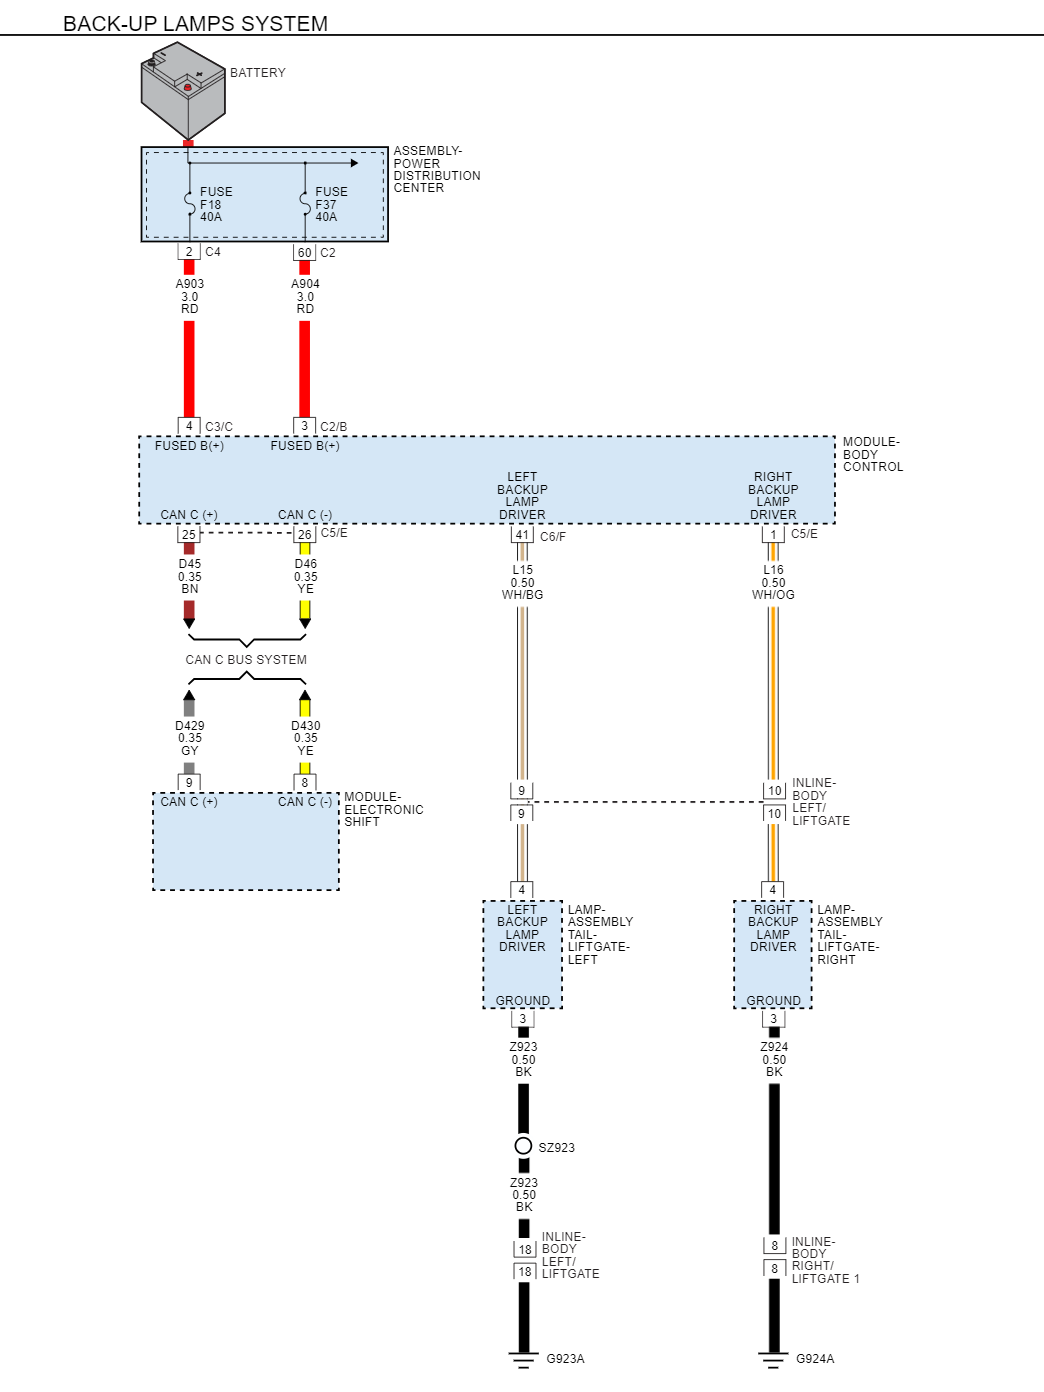 BACK-UP LAMPS SYSTEM
BATTERY
ASSEMBLY-
POWER
DISTRIBUTION
CENTER
FUSE
F18
40A
FUSE
F37
40A
2 C4
60 C2
A903
3.0
RD
A904
3.0
RD
4 C3/C
3 C2/B
FUSED B(+)
FUSED B(+)
MODULE-
BODY
CONTROL
LEFT
BACKUP
LAMP
DRIVER
RIGHT
BACKUP
LAMP
DRIVER
CAN C (+)
CAN C (-)
25
26 C5/E
41 C6/F
1 C5/E
D45
0.35
BN
D46
0.35
YE
L15
0.50
WH/BG
L16
0.50
WH/OG
CAN C BUS SYSTEM
D429
0.35
GY
D430
0.35
YE
9
8
CAN C (+)
CAN C (-)
MODULE-
ELECTRONIC
SHIFT
9
9
10
10
INLINE-
BODY
LEFT/
LIFTGATE
4
4
LEFT
BACKUP
LAMP
DRIVER
GROUND
LAMP-
ASSEMBLY
TAIL-
LIFTGATE-
LEFT
RIGHT
BACKUP
LAMP
DRIVER
GROUND
LAMP-
ASSEMBLY
TAIL-
LIFTGATE-
RIGHT
3
3
Z923
0.50
BK
Z924
0.50
BK
SZ923
Z923
0.50
BK
18
18
INLINE-
BODY
LEFT/
LIFTGATE
8
8
INLINE-
BODY
RIGHT/
LIFTGATE 1
G923A
G924A